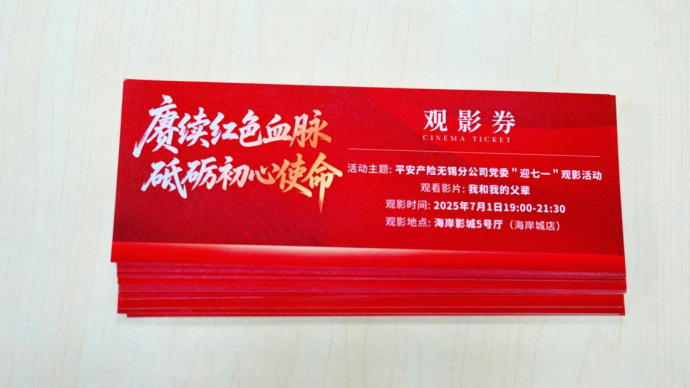 赓续红色血脉
砥砺初心使命
观影券
CINEMA TICKET
活动主题: 平安产险无锡分公司党委"迎七一"观影活动
观看影片: 我和我的父辈
观影时间: 2025年7月1日19:00-21:30
观影地点: 海岸影城5号厅（海岸城店）